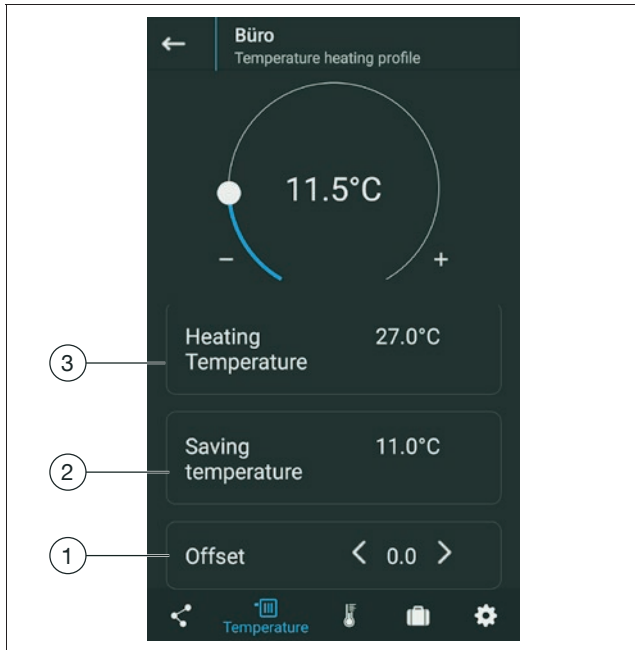 Büro
Temperature heating profile
11.5°C
− +
Heating 27.0°C
Temperature
3
Saving 11.0°C
temperature
2
Offset < 0.0 >
1
Temperature